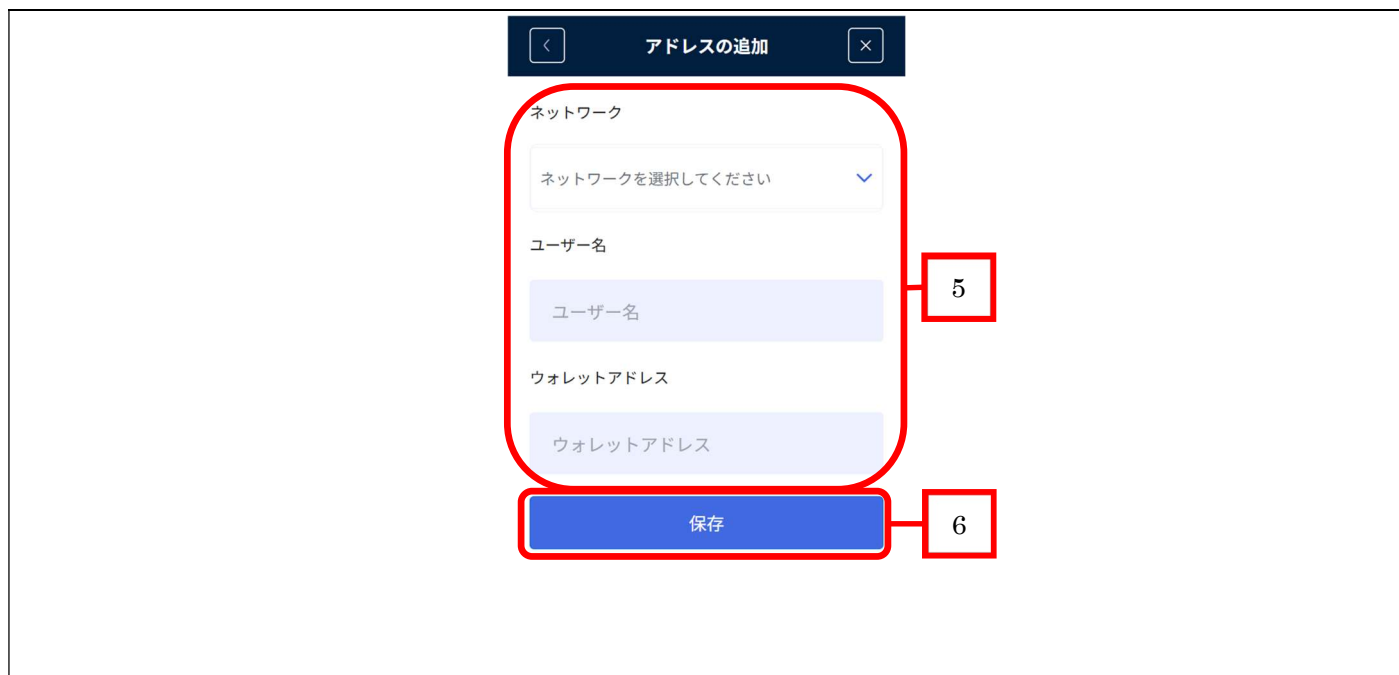 アドレスの追加
ネットワーク
ネットワークを選択してください
ユーザー名
5
ユーザー名
ウォレットアドレス
ウォレットアドレス
保存
6